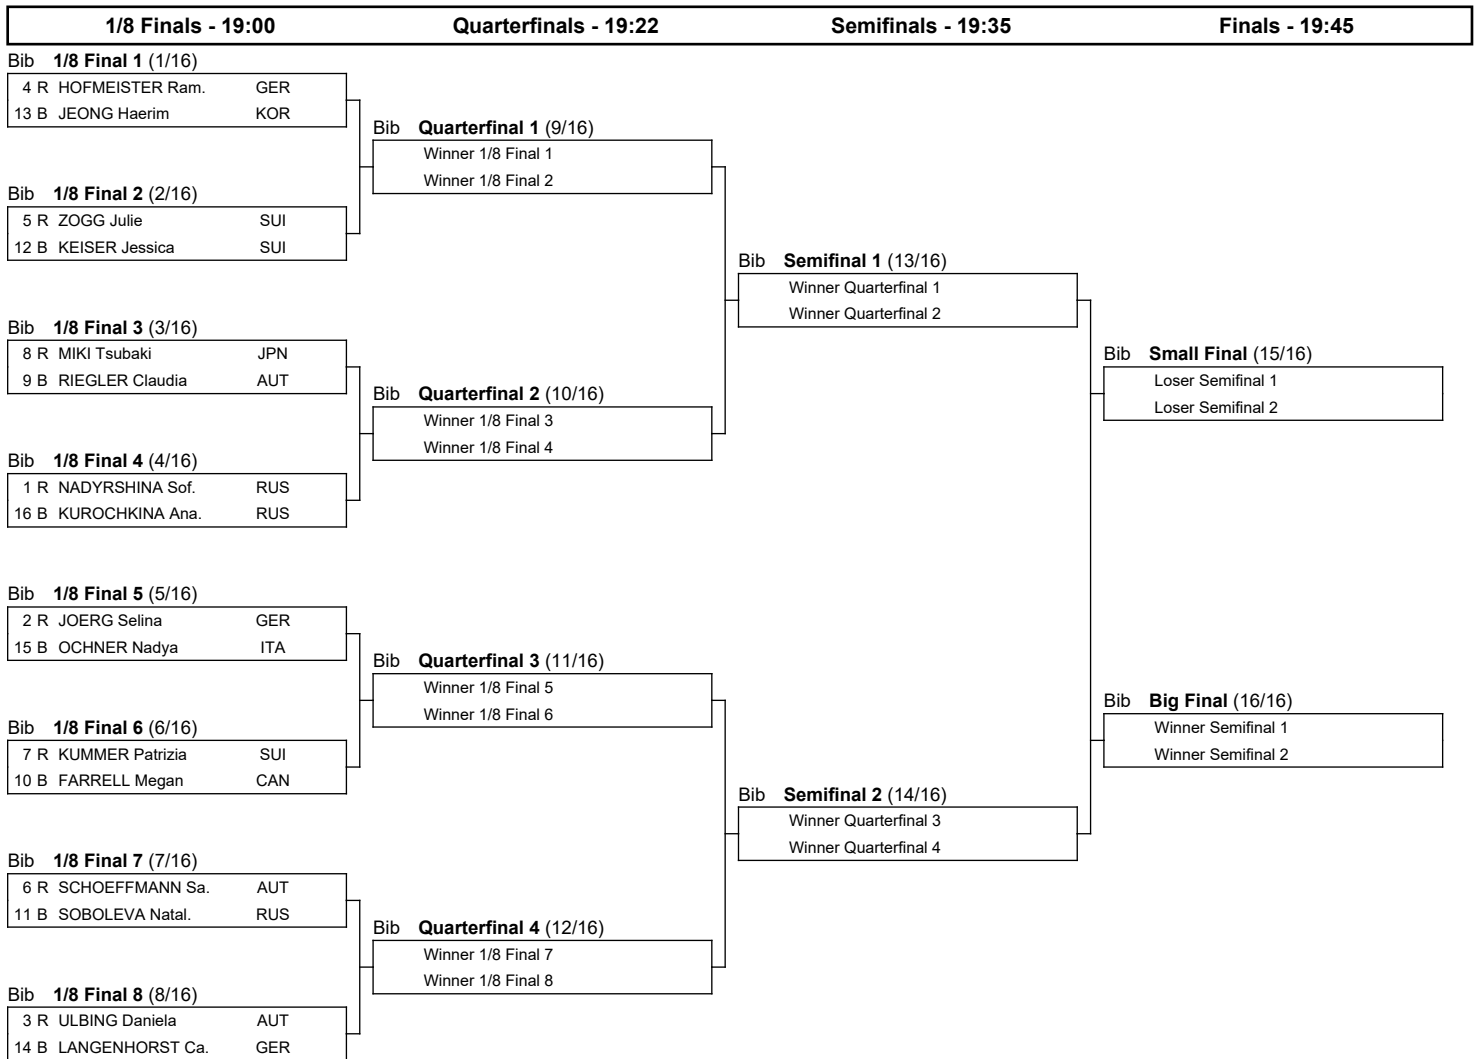 1/8 Finals - 19:00 Quarterfinals - 19:22 Semifinals - 19:35 Finals - 19:45
Bib 1/8 Final 1 (1/16)
4 R HOFMEISTER Ram. GER
13 B JEONG Haerim KOR
Bib 1/8 Final 2 (2/16)
5 R ZOGG Julie SUI
12 B KEISER Jessica SUI
Bib 1/8 Final 3 (3/16)
8 R MIKI Tsubaki JPN
9 B RIEGLER Claudia AUT
Bib 1/8 Final 4 (4/16)
1 R NADYRSHINA Sof. RUS
16 B KUROCHKINA Ana. RUS
Bib 1/8 Final 5 (5/16)
2 R JOERG Selina GER
15 B OCHNER Nadya ITA
Bib 1/8 Final 6 (6/16)
7 R KUMMER Patrizia SUI
10 B FARRELL Megan CAN
Bib 1/8 Final 7 (7/16)
6 R SCHOEFFMANN Sa. AUT
11 B SOBOLEVA Natal. RUS
Bib 1/8 Final 8 (8/16)
3 R ULBING Daniela AUT
14 B LANGENHORST Ca. GER
Bib Quarterfinal 1 (9/16)
Winner 1/8 Final 1
Winner 1/8 Final 2
Bib Quarterfinal 2 (10/16)
Winner 1/8 Final 3
Winner 1/8 Final 4
Bib Quarterfinal 3 (11/16)
Winner 1/8 Final 5
Winner 1/8 Final 6
Bib Quarterfinal 4 (12/16)
Winner 1/8 Final 7
Winner 1/8 Final 8
Bib Semifinal 1 (13/16)
Winner Quarterfinal 1
Winner Quarterfinal 2
Bib Semifinal 2 (14/16)
Winner Quarterfinal 3
Winner Quarterfinal 4
Bib Small Final (15/16)
Loser Semifinal 1
Loser Semifinal 2
Bib Big Final (16/16)
Winner Semifinal 1
Winner Semifinal 2